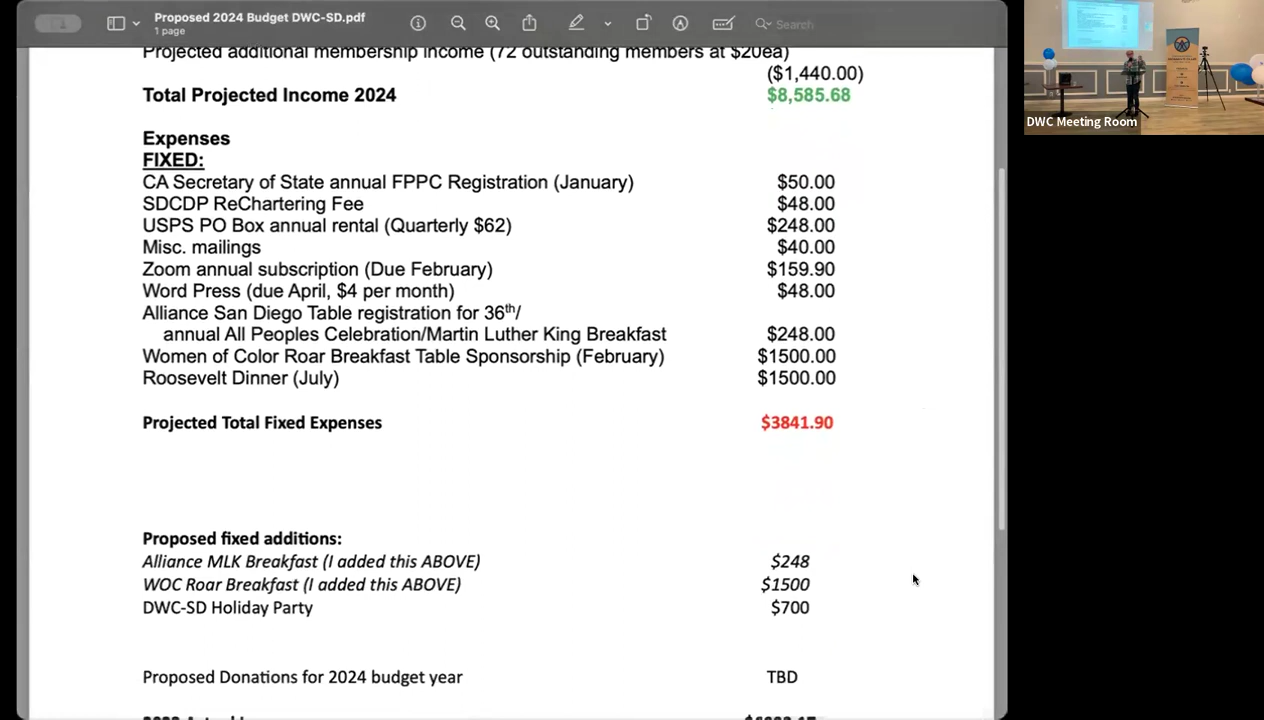 Proposed 2024 Budget DWC-SD.pdf
1 page
Search
Projected additional membership income (72 outstanding members at $20ea)
($1,440.00)
Total Projected Income 2024 $8,585.68
Expenses
FIXED:
CA Secretary of State annual FPPC Registration (January) $50.00
SDCDP ReChartering Fee $48.00
USPS PO Box annual rental (Quarterly $62) $248.00
Misc. mailings $40.00
Zoom annual subscription (Due February) $159.90
Word Press (due April, $4 per month) $48.00
Alliance San Diego Table registration for 36th/
annual All Peoples Celebration/Martin Luther King Breakfast $248.00
Women of Color Roar Breakfast Table Sponsorship (February) $1500.00
Roosevelt Dinner (July) $1500.00
Projected Total Fixed Expenses $3841.90
Proposed fixed additions:
Alliance MLK Breakfast (I added this ABOVE) $248
WOC Roar Breakfast (I added this ABOVE) $1500
DWC-SD Holiday Party $700
Proposed Donations for 2024 budget year TBD
DWC Meeting Room